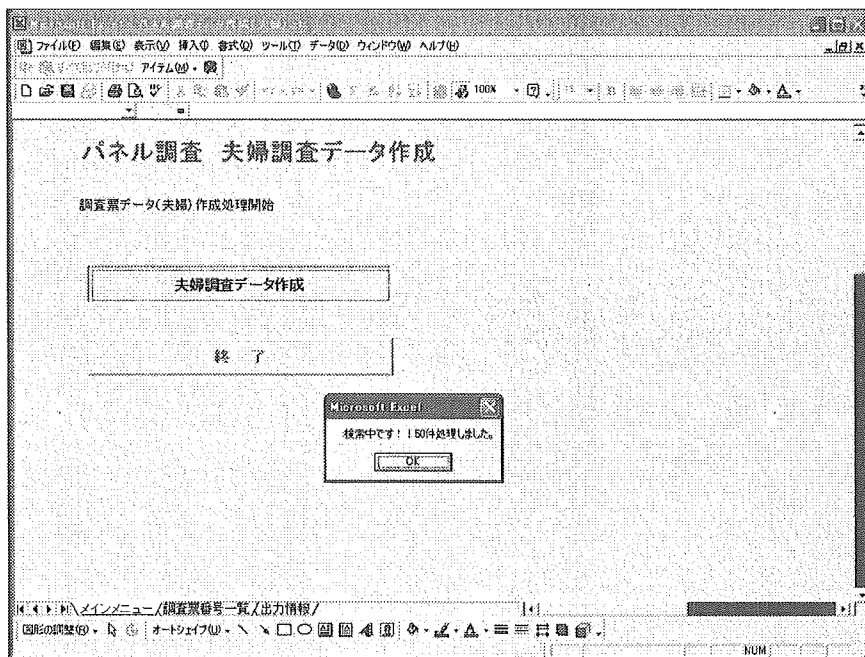 ファイル(F) 編集(E) 表示(V) 挿入(I) 書式(O) ツール(T) データ(D) ウィンドウ(W) ヘルプ(H)
アイテム(M)
100%
パネル調査 夫婦調査データ作成
調査票データ(夫婦)作成処理開始
夫婦調査データ作成
終 了
Microsoft Excel
検索中です!!50件処理しました。
OK
メインメニュー/調査票番号一覧/出力情報/
図形の調整(R) オートシェイプ(U)
NUM